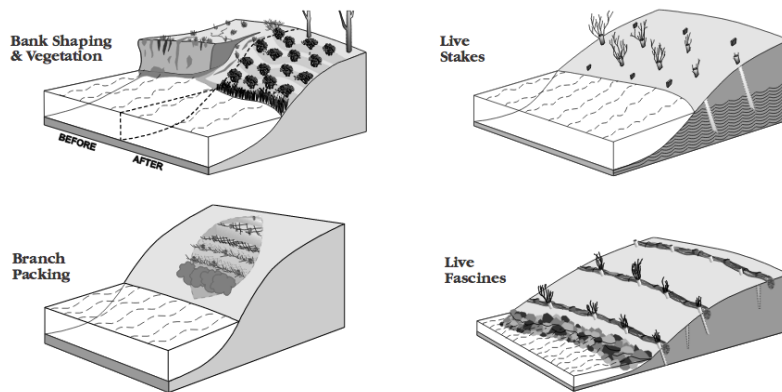 Bank Shaping
& Vegetation
BEFORE
AFTER
Live
Stakes
Branch
Packing
Live
Fascines